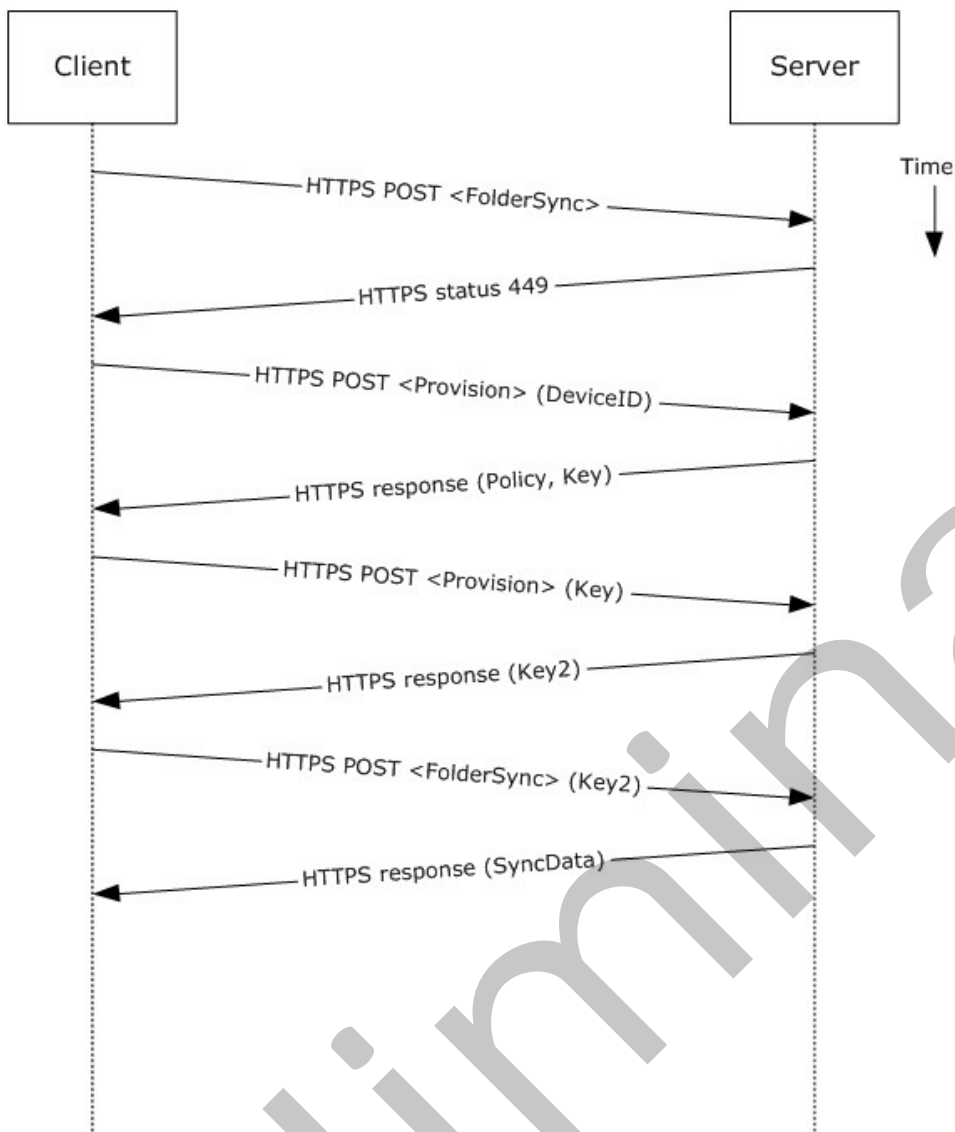 Client
Server
Time
HTTPS POST <FolderSync>
HTTPS status 449
HTTPS POST <Provision> (DeviceID)
HTTPS response (Policy, Key)
HTTPS POST <Provision> (Key)
HTTPS response (Key2)
HTTPS POST <FolderSync> (Key2)
HTTPS response (SyncData)